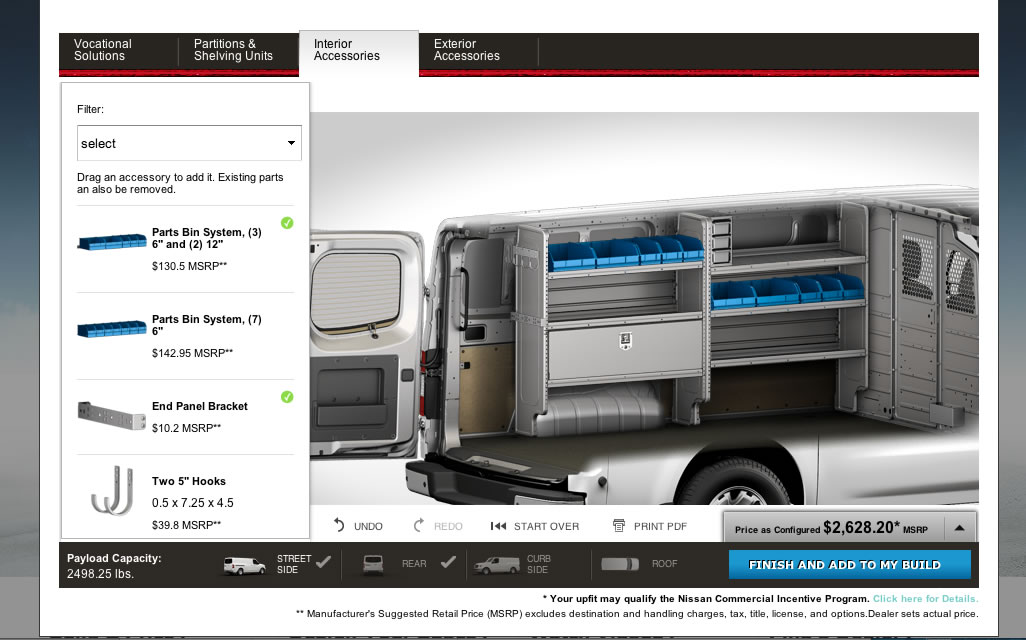 Vocational
Solutions
Partitions &
Shelving Units
Interior
Accessories
Exterior
Accessories
Filter:
select
Drag an accessory to add it. Existing parts
an also be removed.
Parts Bin System, (3)
6" and (2) 12"
$130.5 MSRP**
Parts Bin System, (7)
6"
$142.95 MSRP**
End Panel Bracket
$10.2 MSRP**
Two 5" Hooks
0.5 x 7.25 x 4.5
$39.8 MSRP**
UNDO
REDO
START OVER
PRINT PDF
Price as Configured $2,628.20* MSRP
Payload Capacity:
2498.25 lbs.
STREET
SIDE
REAR
CURB
SIDE
ROOF
FINISH AND ADD TO MY BUILD
* Your upfit may qualify the Nissan Commercial Incentive Program. Click here for Details.
** Manufacturer's Suggested Retail Price (MSRP) excludes destination and handling charges, tax, title, license, and options.Dealer sets actual price.